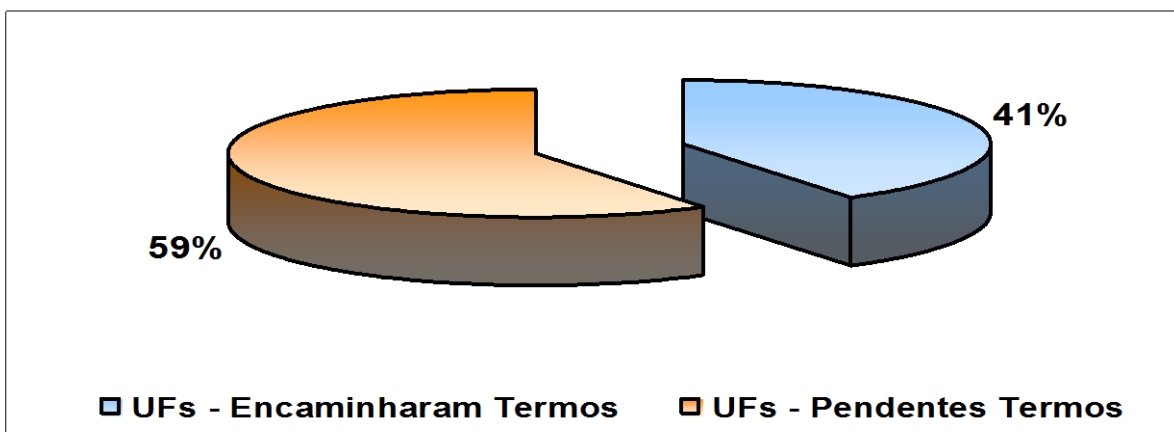 41%
59%
UFs - Encaminharam Termos
UFs - Pendentes Termos